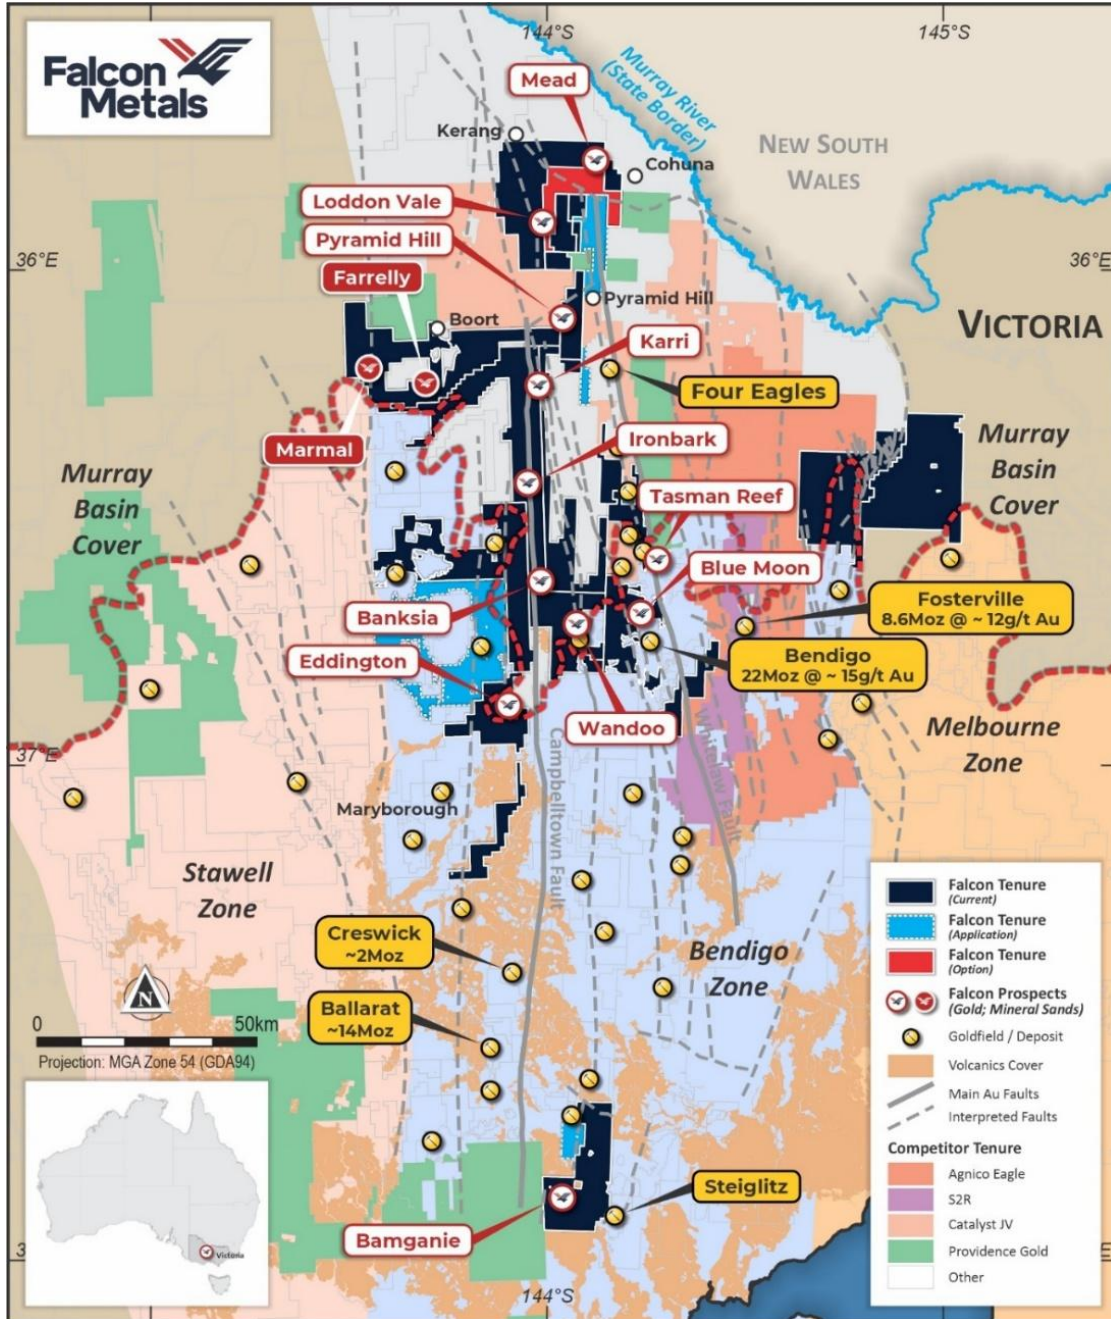 Falcon
Metals
144°S
145°S
Mead
Murray River
(State Border)
Kerang
Cohuna
NEW SOUTH
WALES
Loddon Vale
Pyramid Hill
36°E
36°E
Farrelly
Pyramid Hill
Boort
VICTORIA
Karri
Four Eagles
Marmal
Ironbark
Murray
Basin
Cover
Murray
Basin
Cover
Tasman Reef
Blue Moon
Banksia
Fosterville
8.6Moz @ ~ 12g/t Au
Bendigo
22Moz @ ~ 15g/t Au
Eddington
Wandoo
Melbourne
Zone
37°E
Campbelltown Fault
Whitelaw Fault
Maryborough
Stawell
Zone
Creswick
~2Moz
Bendigo
Zone
Ballarat
~14Moz
N
0 50km
Projection: MGA Zone 54 (GDA94)
Victoria
Steiglitz
Bamganie
144°S
Falcon Tenure
(Current)
Falcon Tenure
(Application)
Falcon Tenure
(Option)
Falcon Prospects
(Gold; Mineral Sands)
Goldfield / Deposit
Volcanics Cover
Main Au Faults
Interpreted Faults
Competitor Tenure
Agnico Eagle
S2R
Catalyst JV
Providence Gold
Other